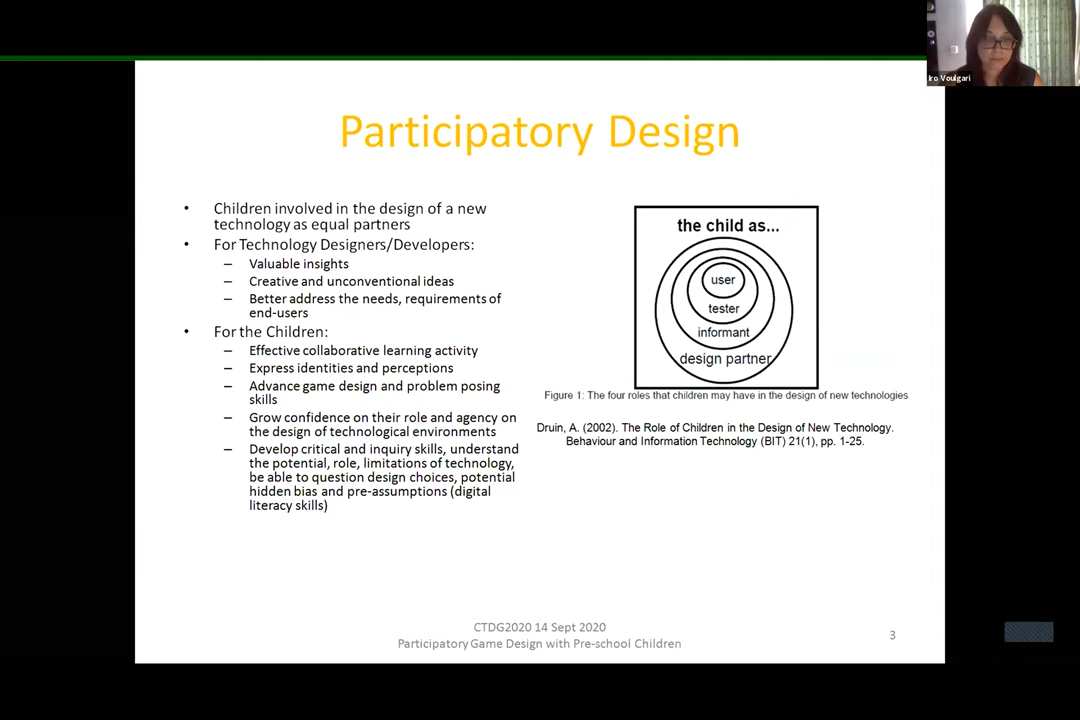 Iro Voulgari
Participatory Design
• Children involved in the design of a new
technology as equal partners
• For Technology Designers/Developers:
– Valuable insights
– Creative and unconventional ideas
– Better address the needs, requirements of
end-users
• For the Children:
– Effective collaborative learning activity
– Express identities and perceptions
– Advance game design and problem posing
skills
– Grow confidence on their role and agency on
the design of technological environments
– Develop critical and inquiry skills, understand
the potential, role, limitations of technology,
be able to question design choices, potential
hidden bias and pre-assumptions (digital
literacy skills)
the child as...
user
tester
informant
design partner
Figure 1: The four roles that children may have in the design of new technologies
Druin, A. (2002). The Role of Children in the Design of New Technology.
Behaviour and Information Technology (BIT) 21(1), pp. 1-25.
CTDG2020 14 Sept 2020
Participatory Game Design with Pre-school Children
3